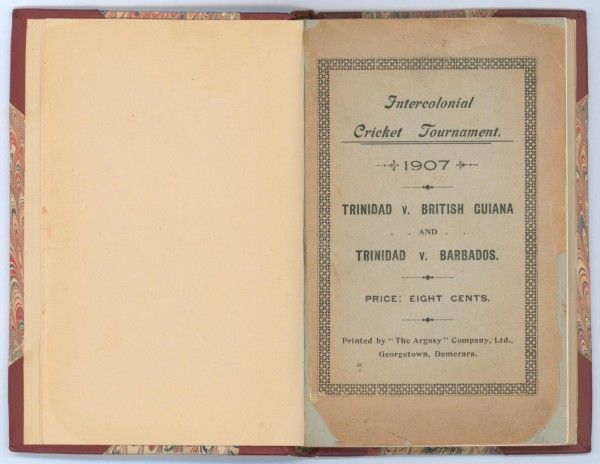 Intercolonial
Cricket Tournament.
1907
TRINIDAD v. BRITISH GUIANA
. . AND . .
TRINIDAD v. BARBADOS.
PRICE: EIGHT CENTS.
Printed by "The Argosy" Company, Ltd.,
Georgetown, Demerara.